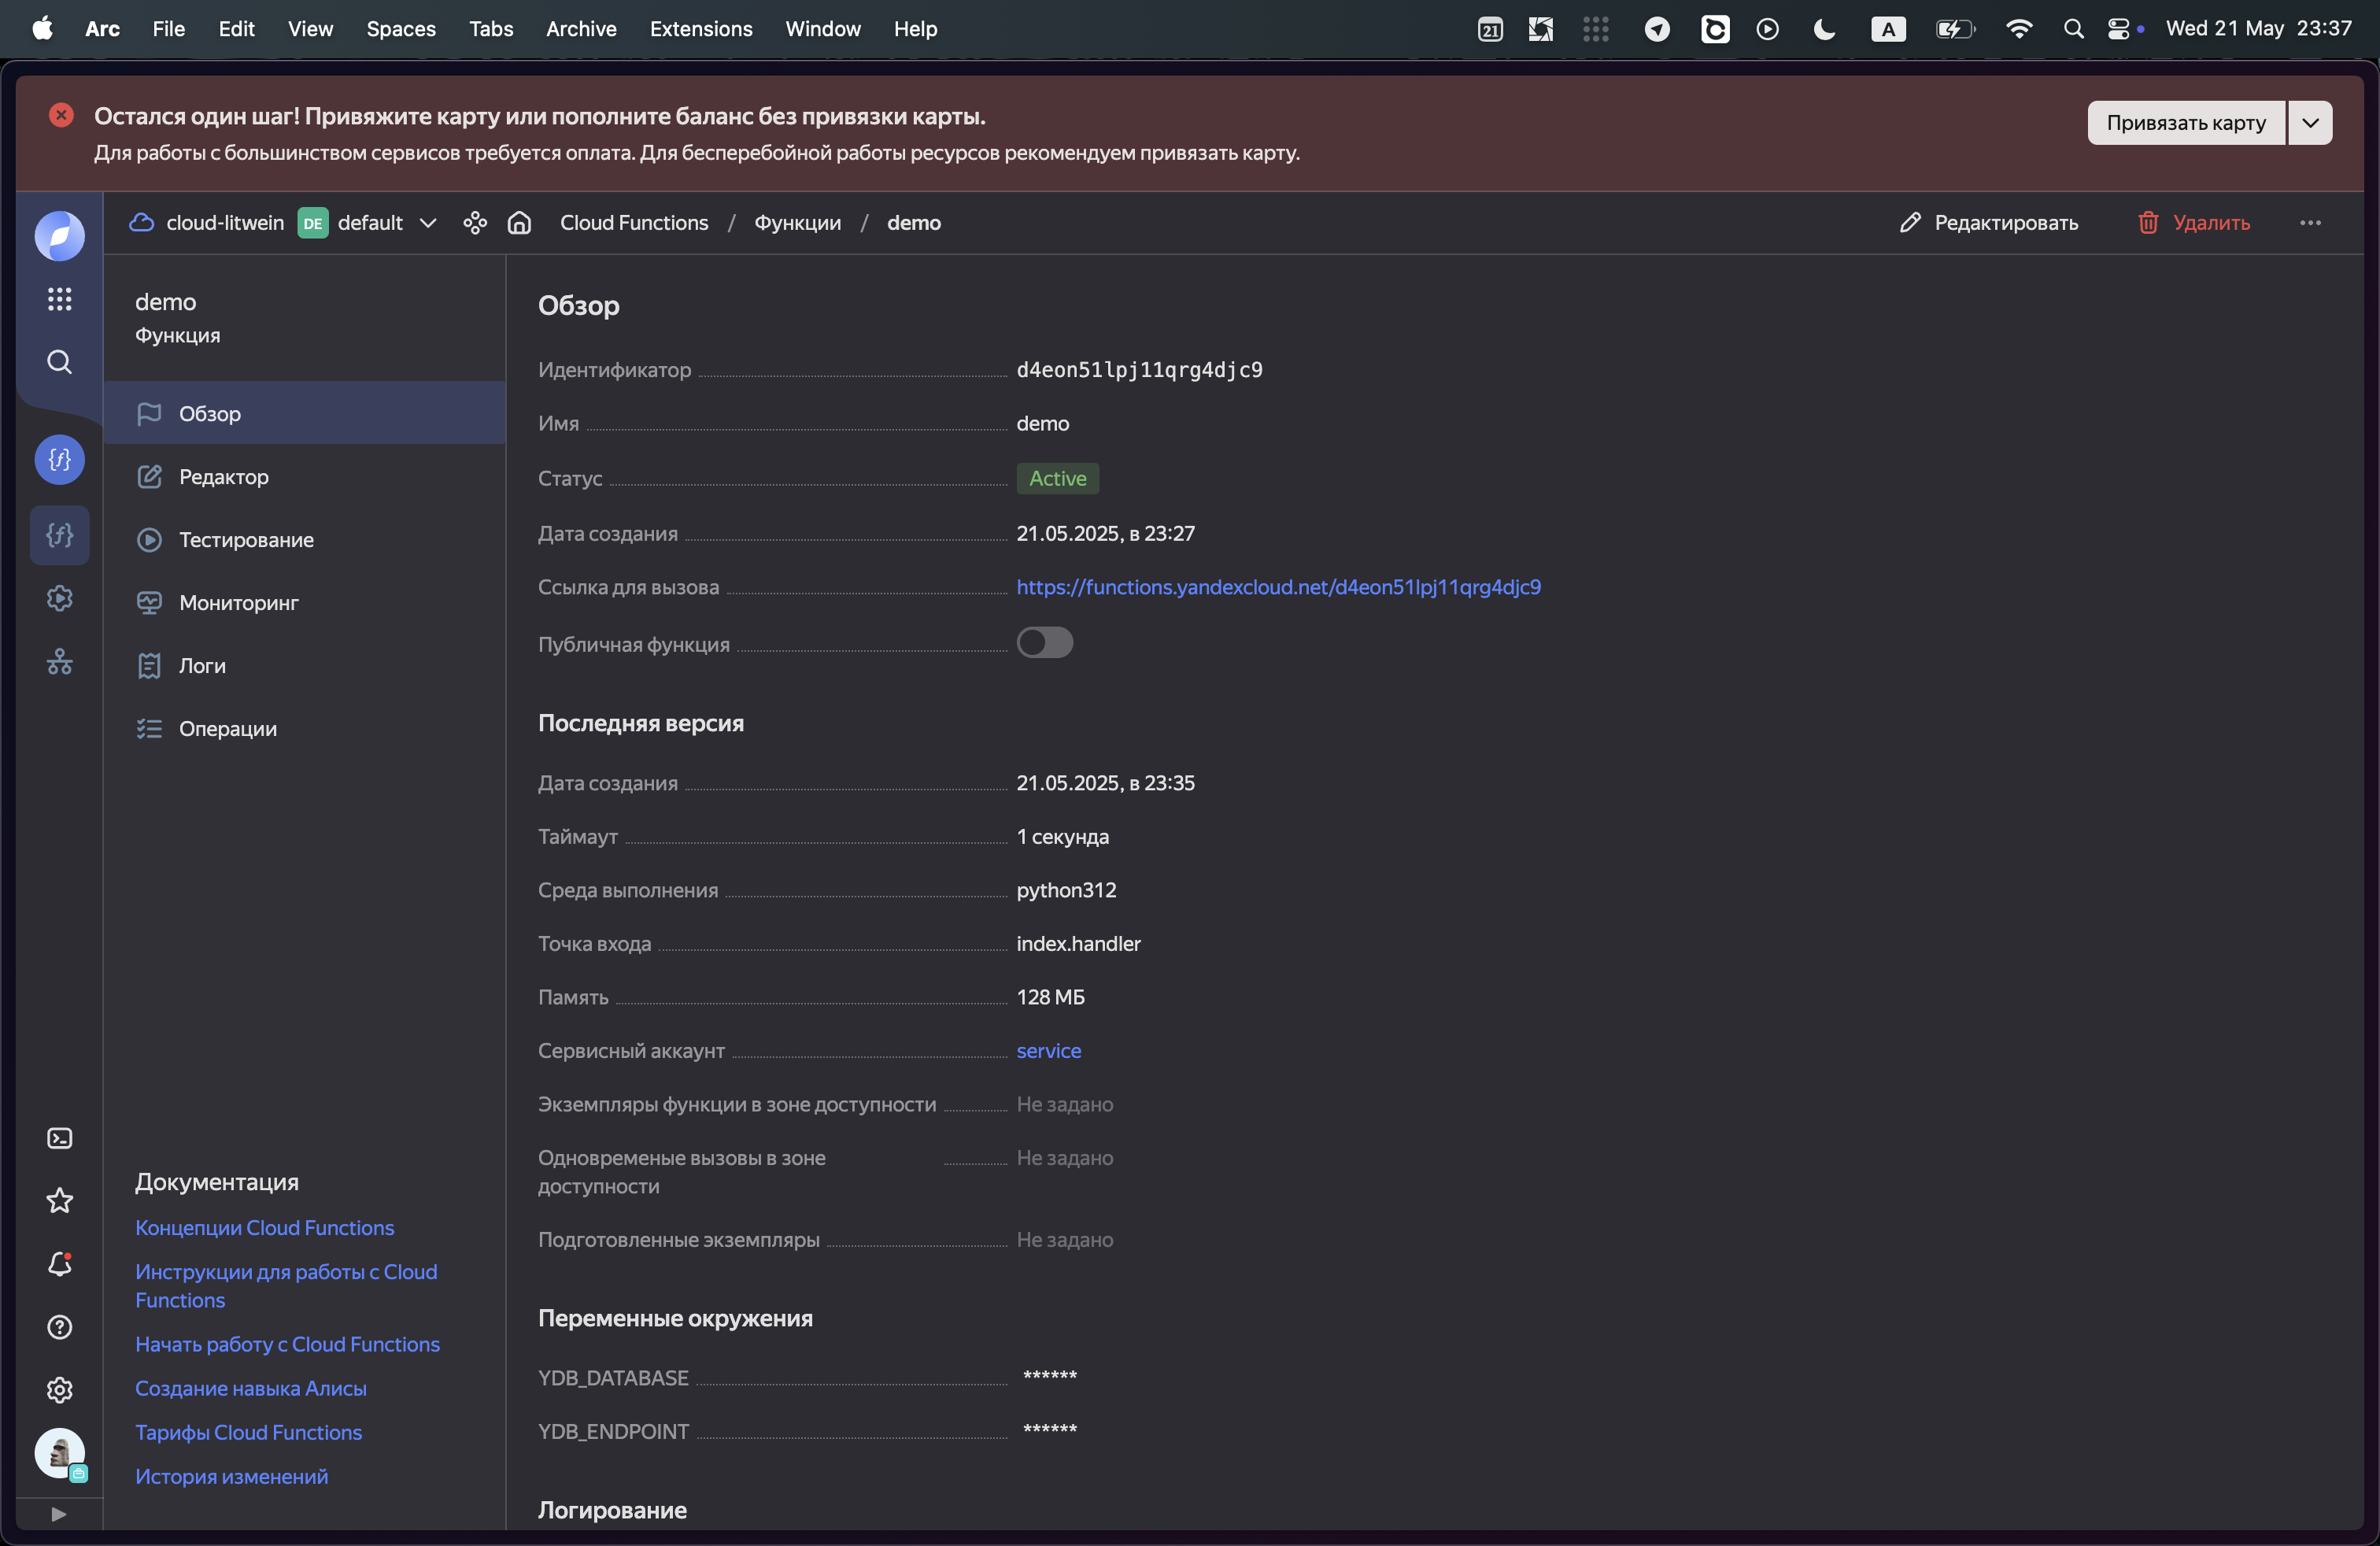 Arc File Edit View Spaces Tabs Archive Extensions Window Help 21 A Wed 21 May 23:37
Остался один шаг! Привяжите карту или пополните баланс без привязки карты.
Для работы с большинством сервисов требуется оплата. Для бесперебойной работы ресурсов рекомендуем привязать карту.
Привязать карту
cloud-litwein DE default Cloud Functions / Функции / demo Редактировать Удалить
demo
Функция
Обзор
Редактор
Тестирование
Мониторинг
Логи
Операции
Документация
Концепции Cloud Functions
Инструкции для работы с Cloud
Functions
Начать работу с Cloud Functions
Создание навыка Алисы
Тарифы Cloud Functions
История изменений
Обзор
Идентификатор d4eon51lpj11qrg4djc9
Имя demo
Статус Active
Дата создания 21.05.2025, в 23:27
Ссылка для вызова https://functions.yandexcloud.net/d4eon51lpj11qrg4djc9
Публичная функция
Последняя версия
Дата создания 21.05.2025, в 23:35
Таймаут 1 секунда
Среда выполнения python312
Точка входа index.handler
Память 128 МБ
Сервисный аккаунт service
Экземпляры функции в зоне доступности Не задано
Одновременые вызовы в зоне Не задано
доступности
Подготовленные экземпляры Не задано
Переменные окружения
YDB_DATABASE ******
YDB_ENDPOINT ******
Логирование